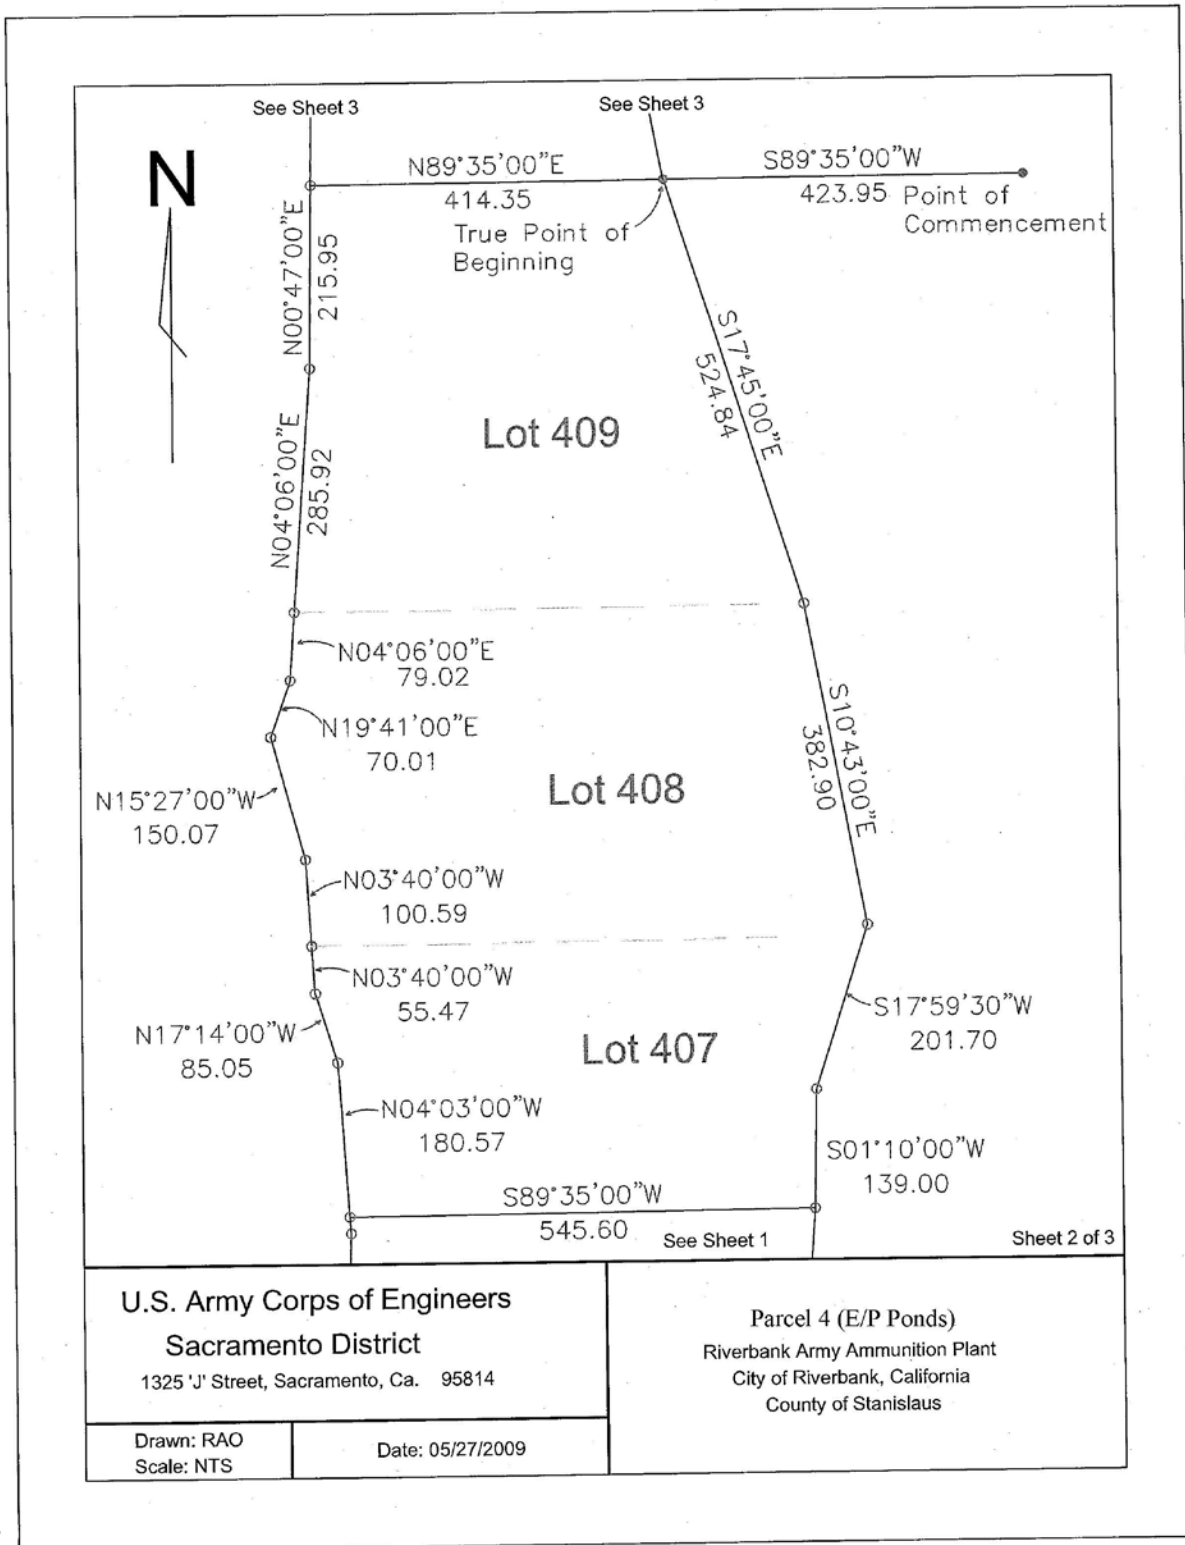 See Sheet 3
See Sheet 3
N
N89°35'00"E
414.35
S89°35'00"W
423.95
Point of
Commencement
True Point of
Beginning
N00°47'00"E
215.95
S17°45'00"E
524.84
Lot 409
N04°06'00"E
285.92
N04°06'00"E
79.02
N19°41'00"E
70.01
S10°43'00"E
382.90
Lot 408
N15°27'00"W
150.07
N03°40'00"W
100.59
N03°40'00"W
55.47
S17°59'30"W
201.70
N17°14'00"W
85.05
Lot 407
N04°03'00"W
180.57
S01°10'00"W
139.00
S89°35'00"W
545.60
See Sheet 1
Sheet 2 of 3
U.S. Army Corps of Engineers
Sacramento District
1325 'J' Street, Sacramento, Ca. 95814
Parcel 4 (E/P Ponds)
Riverbank Army Ammunition Plant
City of Riverbank, California
County of Stanislaus
Drawn: RAO
Scale: NTS
Date: 05/27/2009